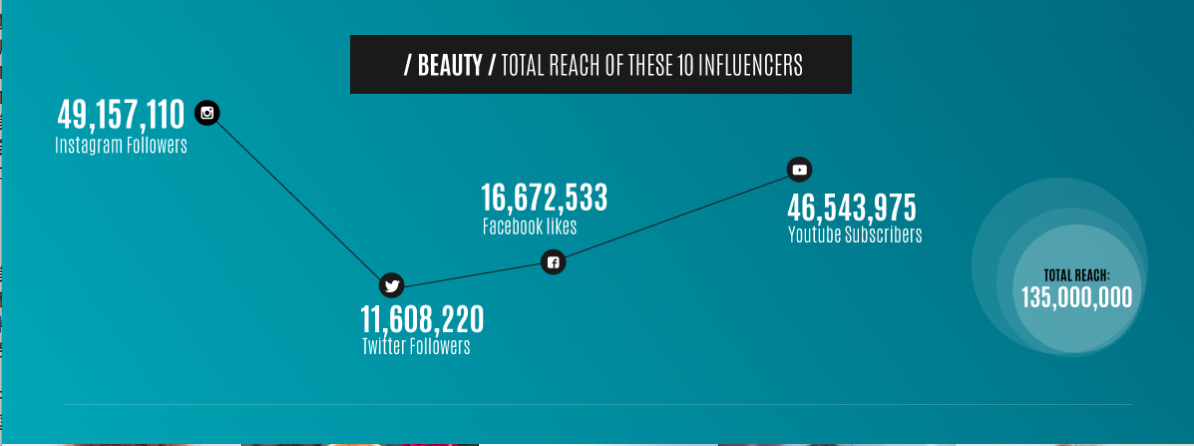 / BEAUTY / TOTAL REACH OF THESE 10 INFLUENCERS
49,157,110
Instagram Followers
16,672,533
Facebook likes
46,543,975
Youtube Subscribers
TOTAL REACH:
135,000,000
11,608,220
Twitter Followers